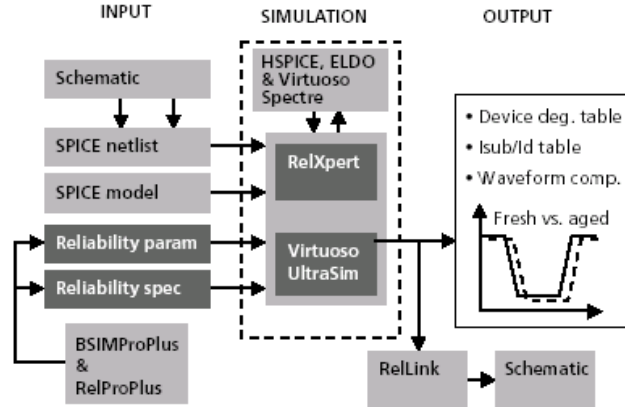 INPUT
SIMULATION
OUTPUT
Schematic
SPICE netlist
SPICE model
Reliability param
Reliability spec
BSIMProPlus
&
RelProPlus
HSPICE, ELDO
& Virtuoso
Spectre
RelXpert
Virtuoso
UltraSim
• Device deg. table
• Isub/Id table
• Waveform comp.
Fresh vs. aged
RelLink
Schematic